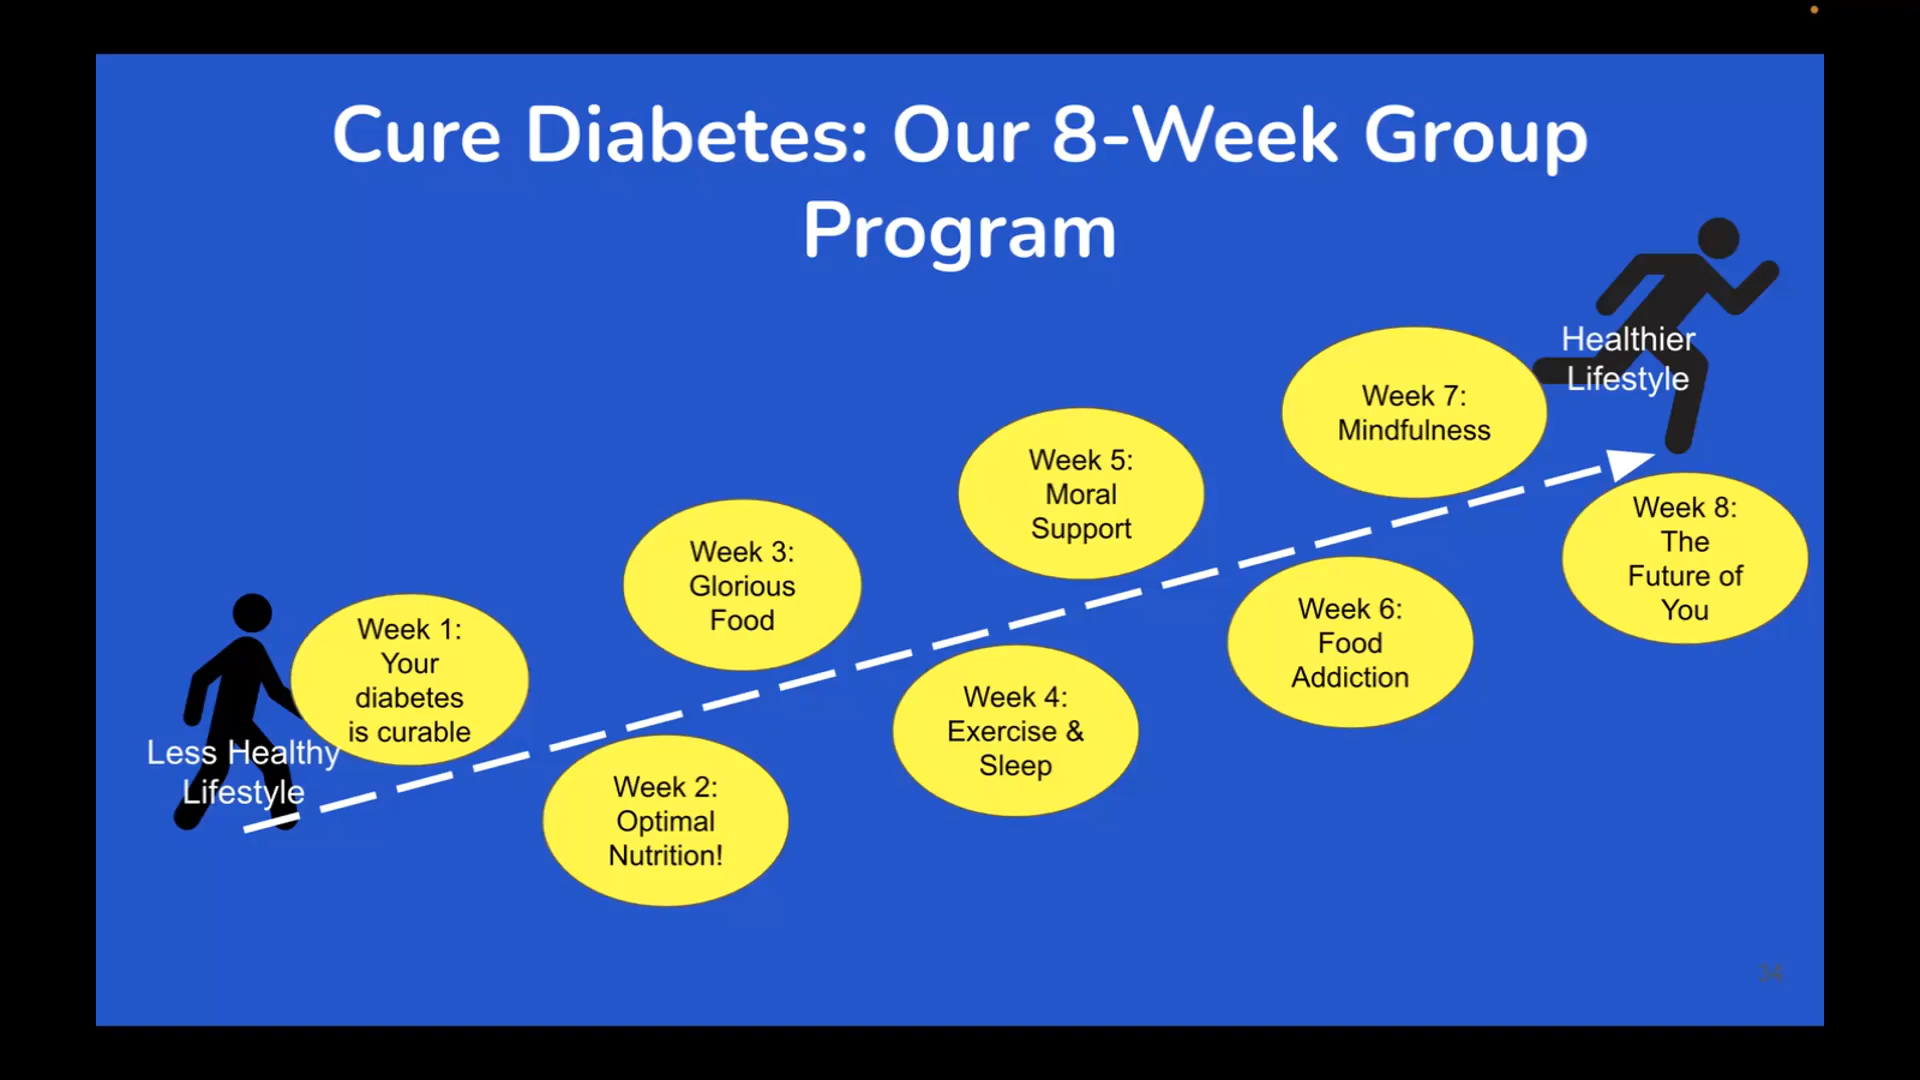 Cure Diabetes: Our 8-Week Group
Program
Healthier
Lifestyle
Week 7:
Mindfulness
Week 5:
Moral
Support
Week 8:
The
Future of
You
Week 3:
Glorious
Food
Week 6:
Food
Addiction
Week 1:
Your
diabetes
is curable
Week 4:
Exercise &
Sleep
Less Healthy
Lifestyle
Week 2:
Optimal
Nutrition!
34